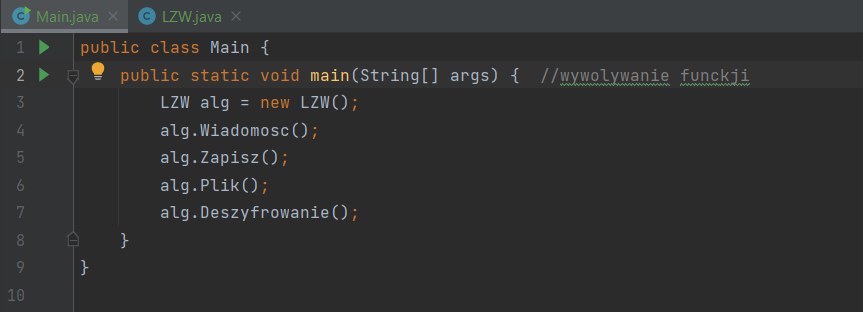 Main.java LZW.java
1 public class Main {
2 public static void main(String[] args) { //wywolywanie funckji
3 LZW alg = new LZW();
4 alg.Wiadomosc();
5 alg.Zapisz();
6 alg.Plik();
7 alg.Deszyfrowanie();
8 }
9 }
10